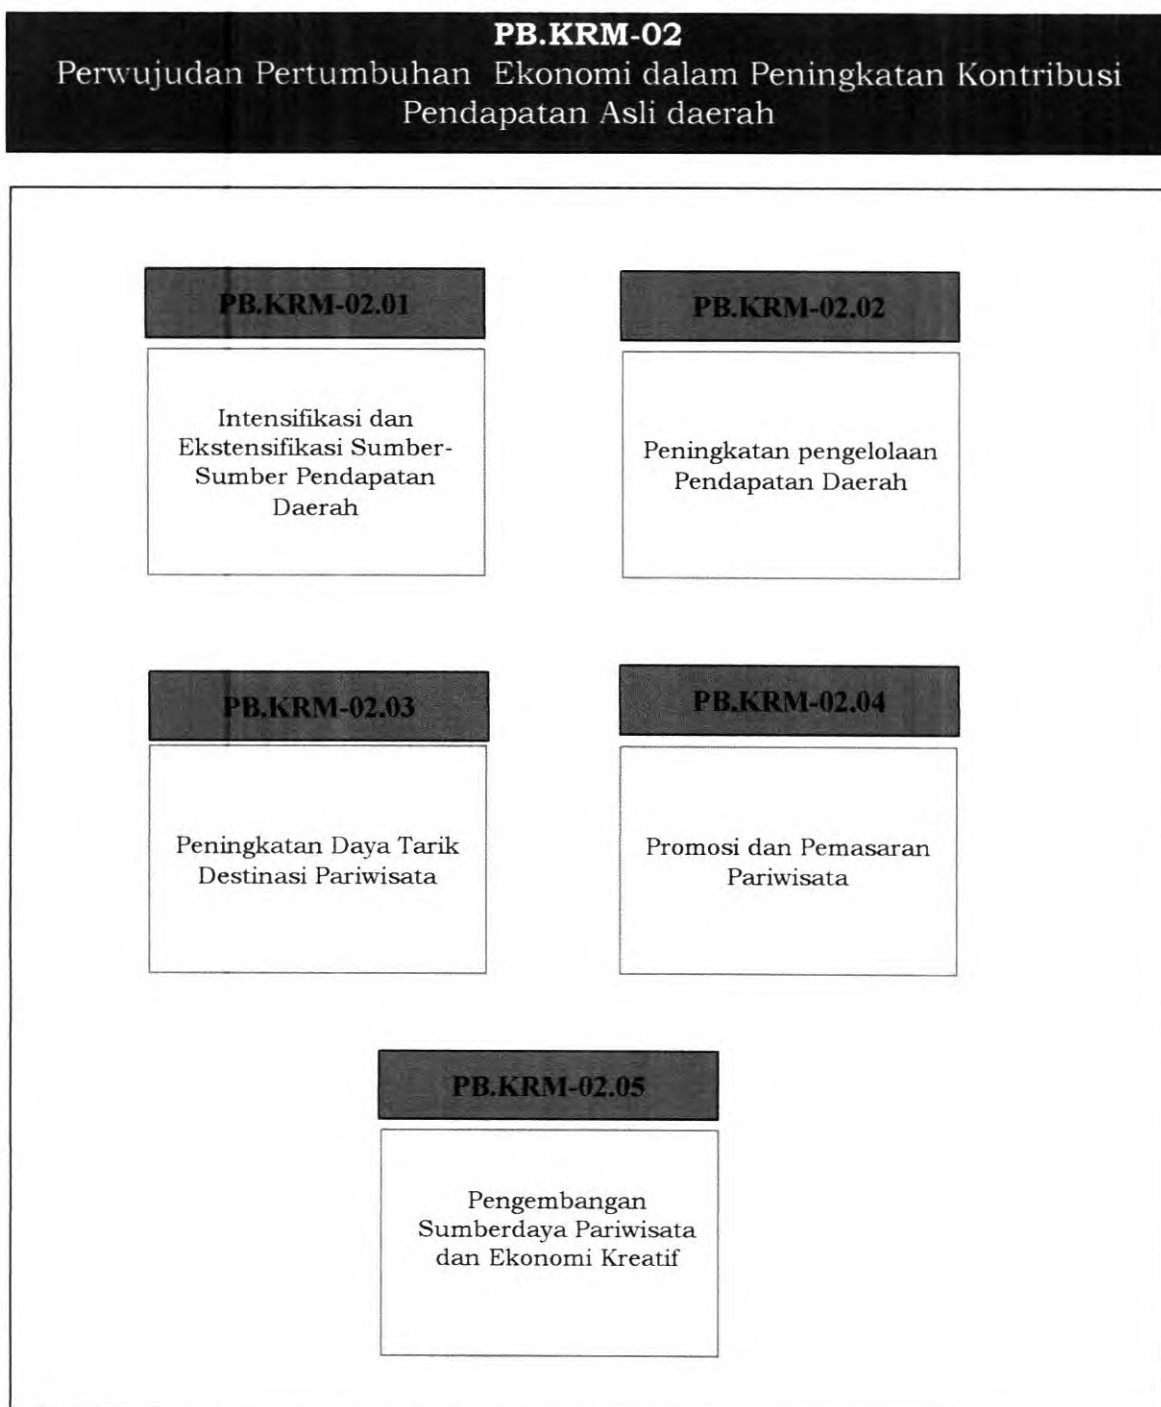 PB.KRM-02
Perwujudan Pertumbuhan Ekonomi dalam Peningkatan Kontribusi
Pendapatan Asli daerah
PB.KRM-02.01
Intensifikasi dan
Ekstensifikasi Sumber-
Sumber Pendapatan
Daerah
PB.KRM-02.02
Peningkatan pengelolaan
Pendapatan Daerah
PB.KRM-02.03
Peningkatan Daya Tarik
Destinasi Pariwisata
PB.KRM-02.04
Promosi dan Pemasaran
Pariwisata
PB.KRM-02.05
Pengembangan
Sumberdaya Pariwisata
dan Ekonomi Kreatif